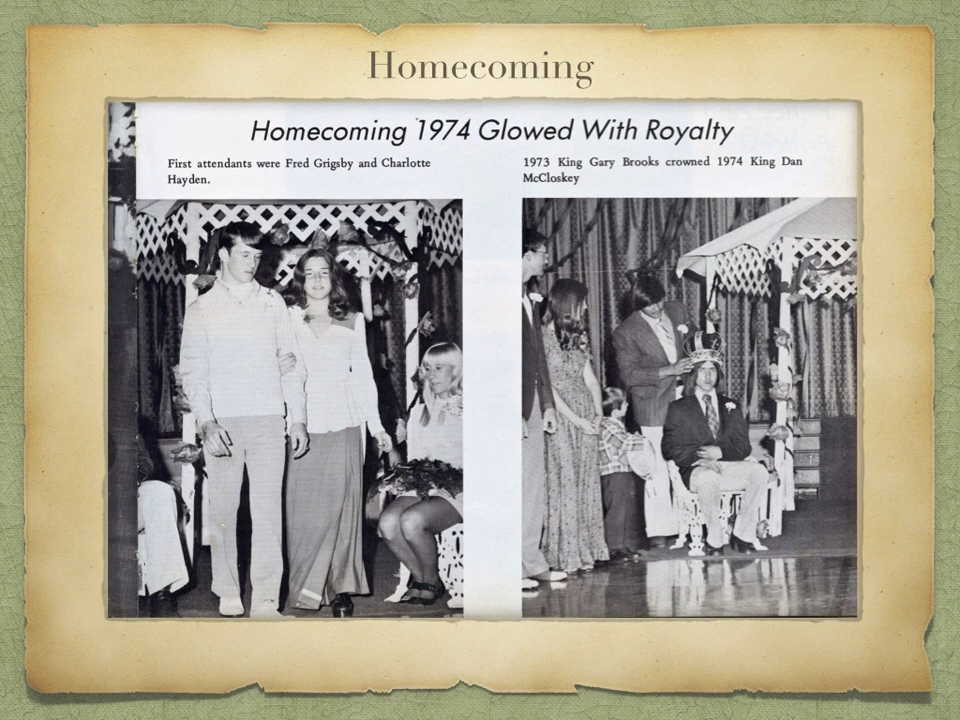 Homecoming
Homecoming 1974 Glowed With Royalty
First attendants were Fred Grigsby and Charlotte
Hayden.
1973 King Gary Brooks crowned 1974 King Dan
McCloskey